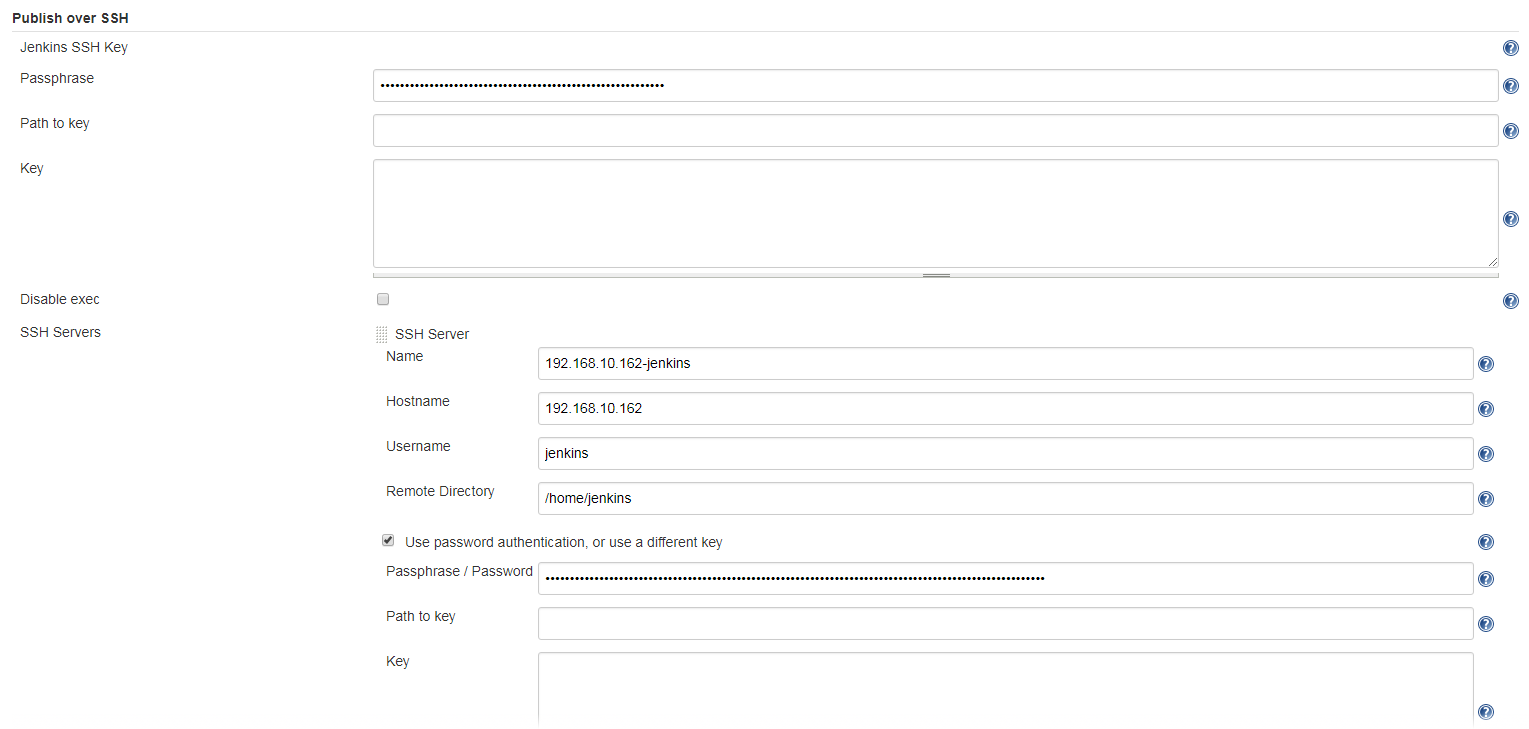 Publish over SSH
Jenkins SSH Key
Passphrase
Path to key
Key
Disable exec
SSH Servers
SSH Server
Name 192.168.10.162-jenkins
Hostname 192.168.10.162
Username jenkins
Remote Directory /home/jenkins
Use password authentication, or use a different key
Passphrase / Password
Path to key
Key